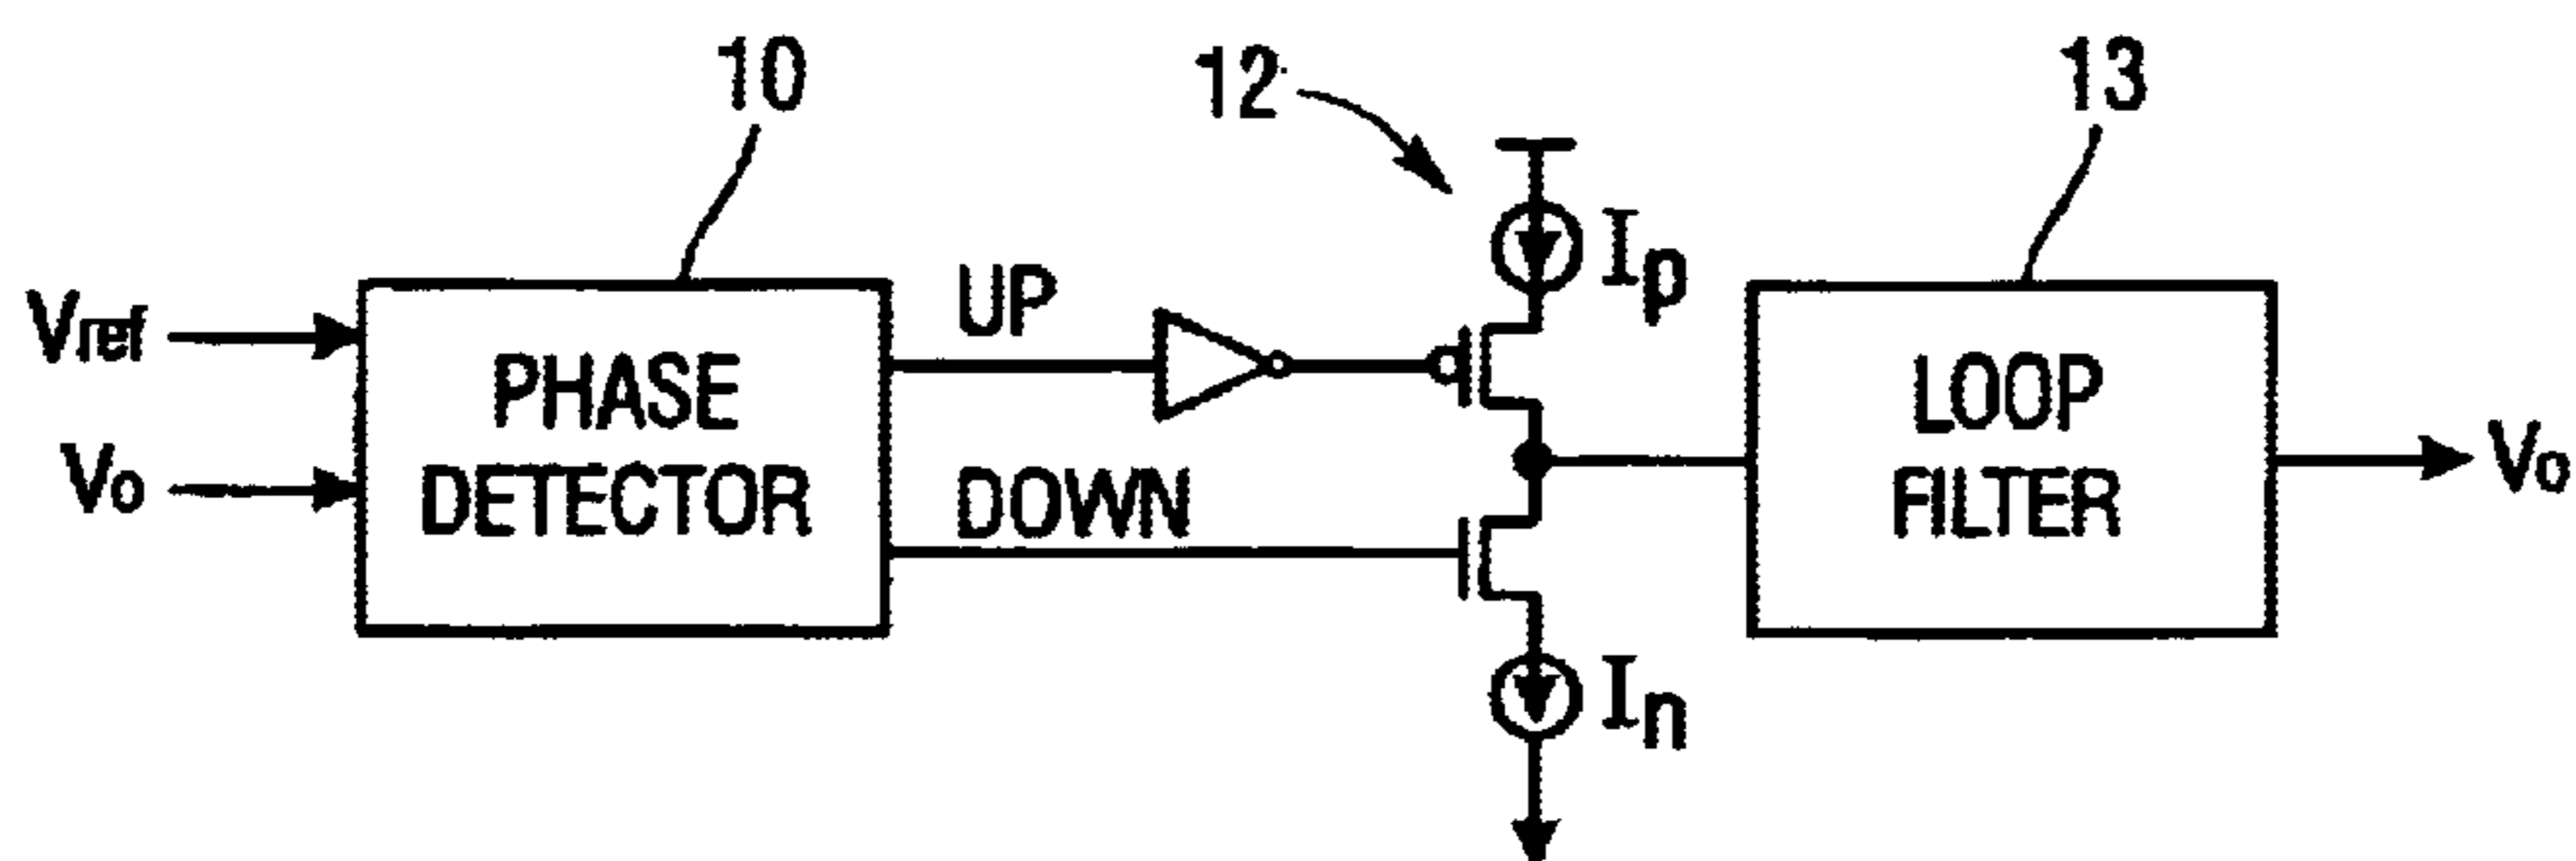 10
12
13
Vref
Vo
PHASE
DETECTOR
UP
DOWN
Ip
In
LOOP
FILTER
Vo